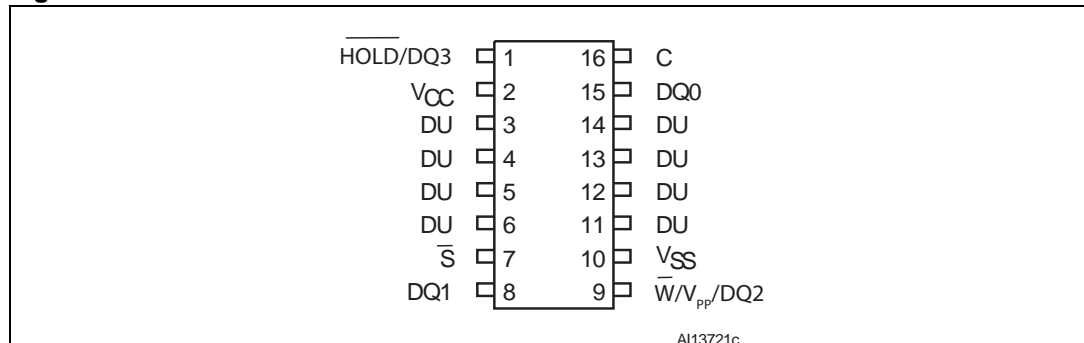 HOLD/DQ3 1 16 C
VCC 2 15 DQ0
DU 3 14 DU
DU 4 13 DU
DU 5 12 DU
DU 6 11 DU
S 7 10 VSS
DQ1 8 9 W/VPP/DQ2
AI13721c